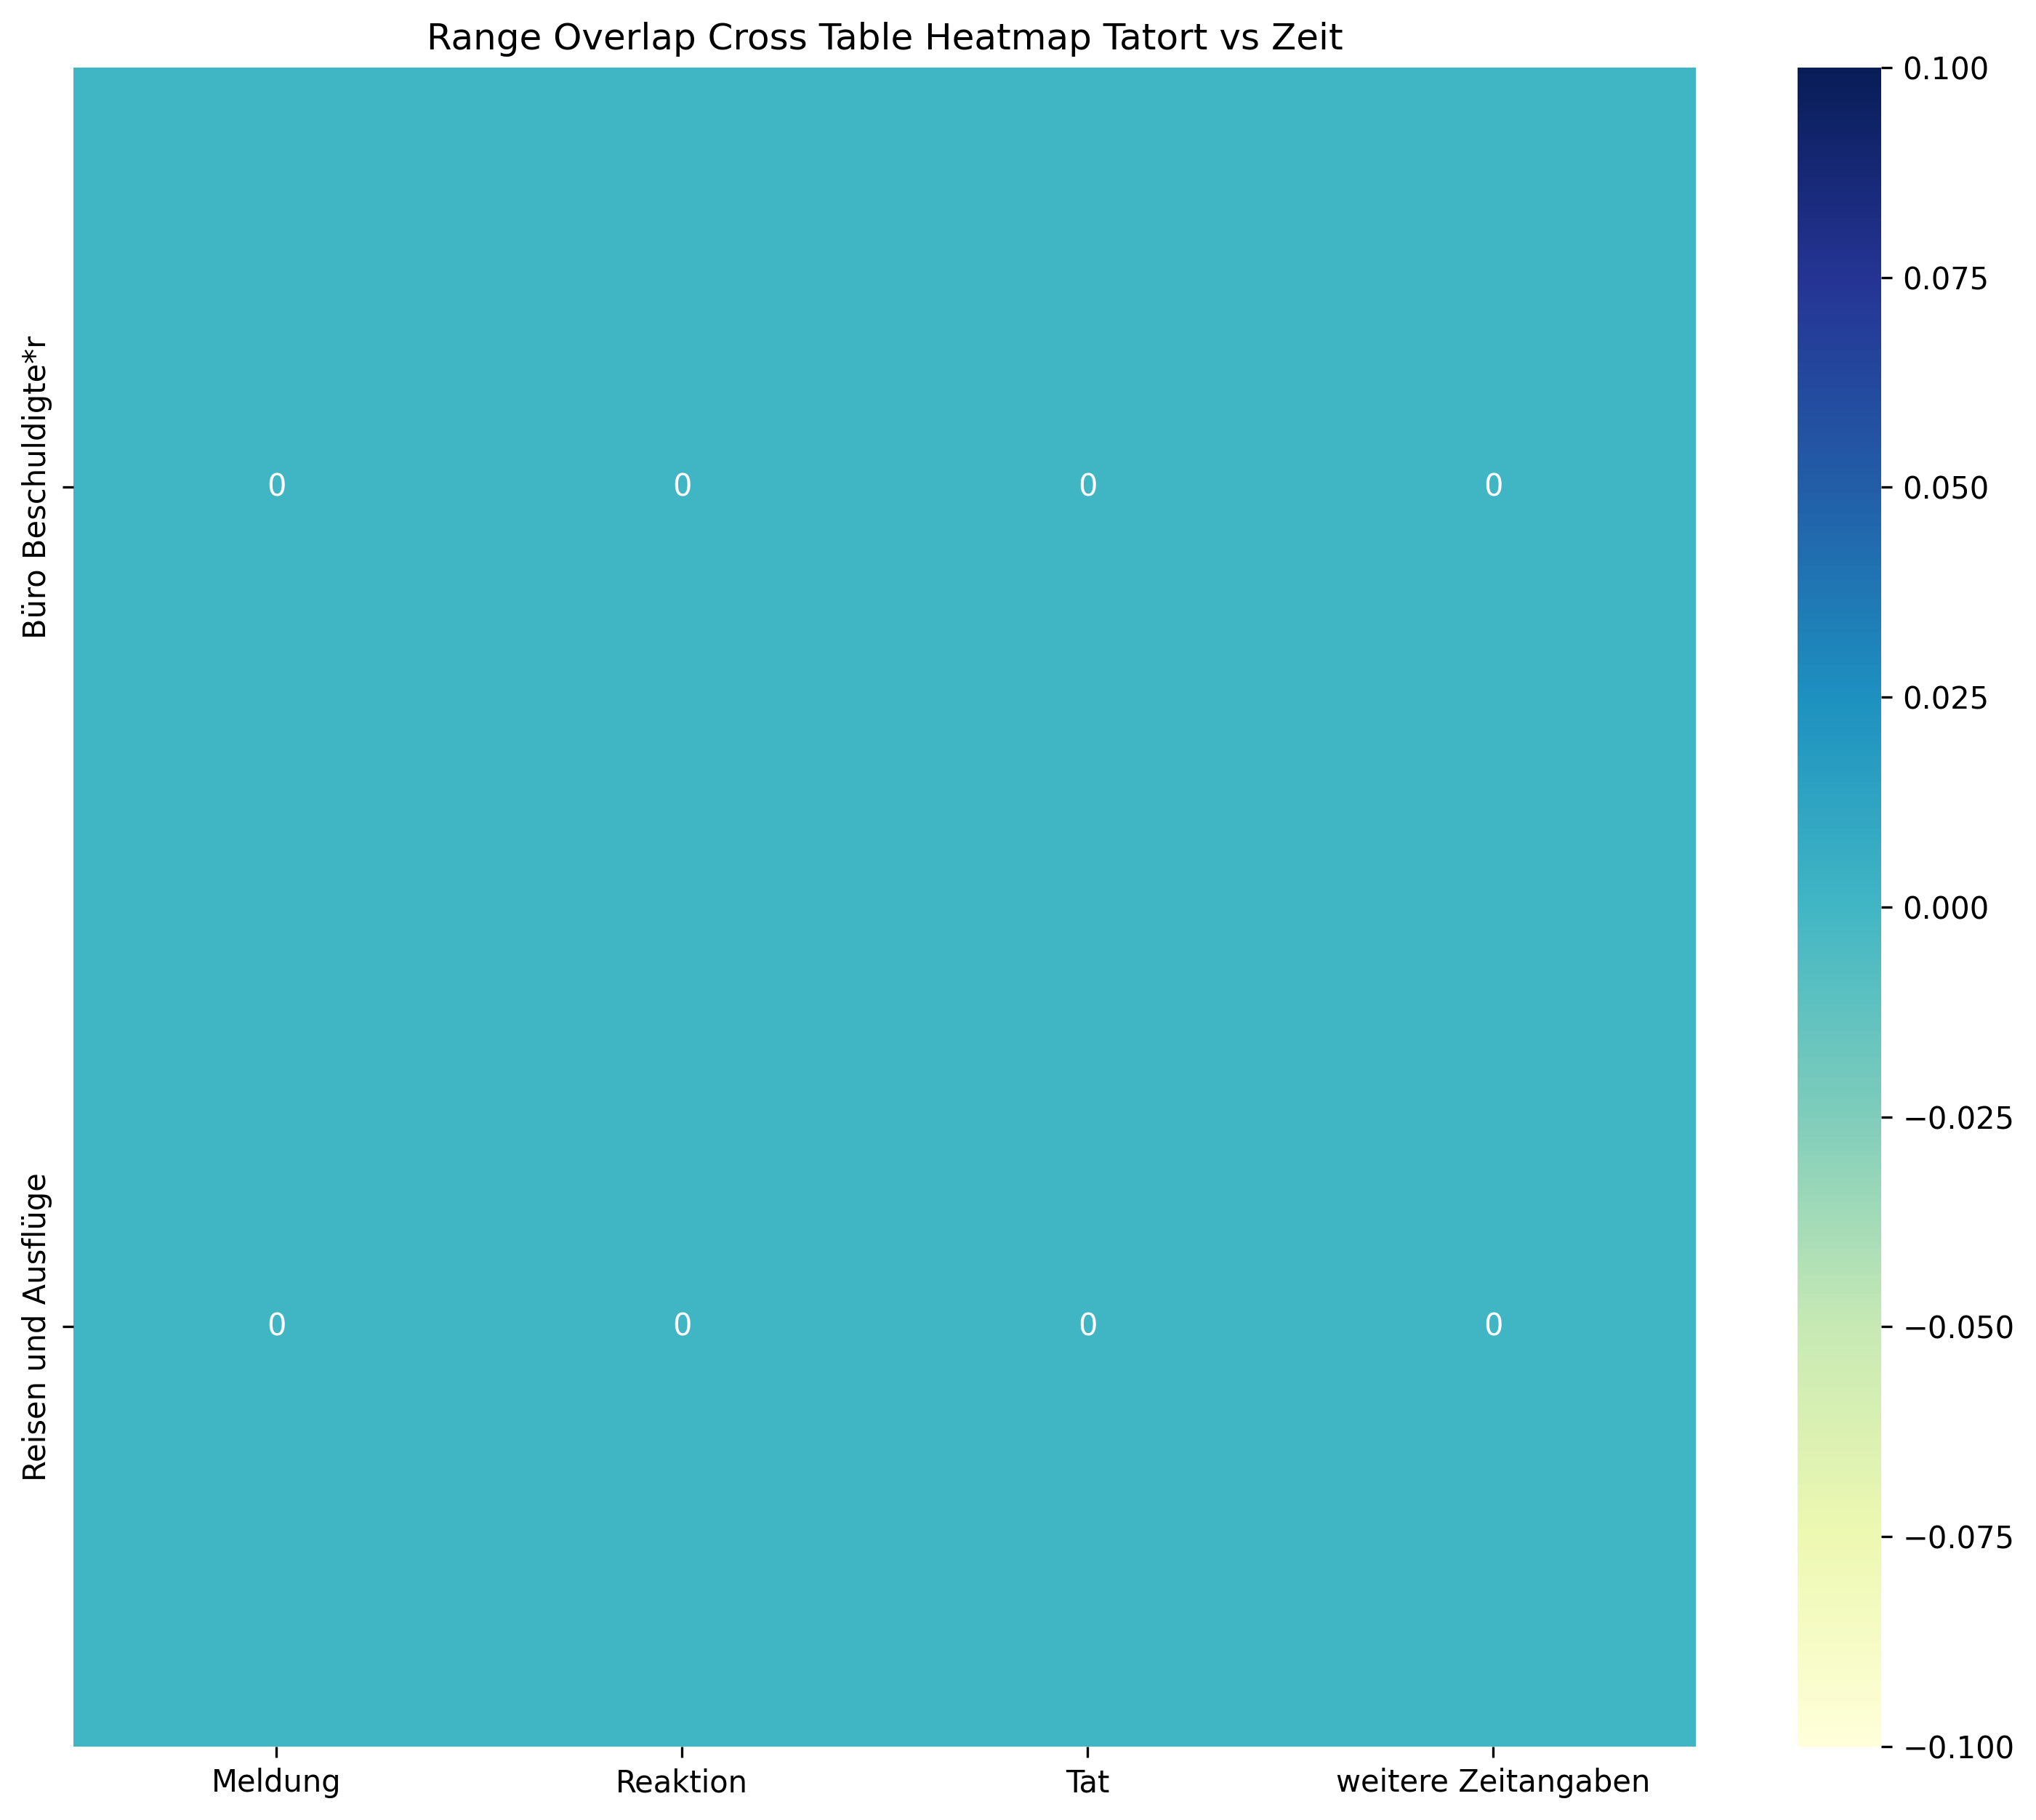 Range Overlap Cross Table Heatmap Tatort vs Zeit
Büro Beschuldigte*r
Reisen und Ausflüge
0 0 0 0
0 0 0 0
Meldung Reaktion Tat weitere Zeitangaben
0.100
0.075
0.050
0.025
0.000
−0.025
−0.050
−0.075
−0.100